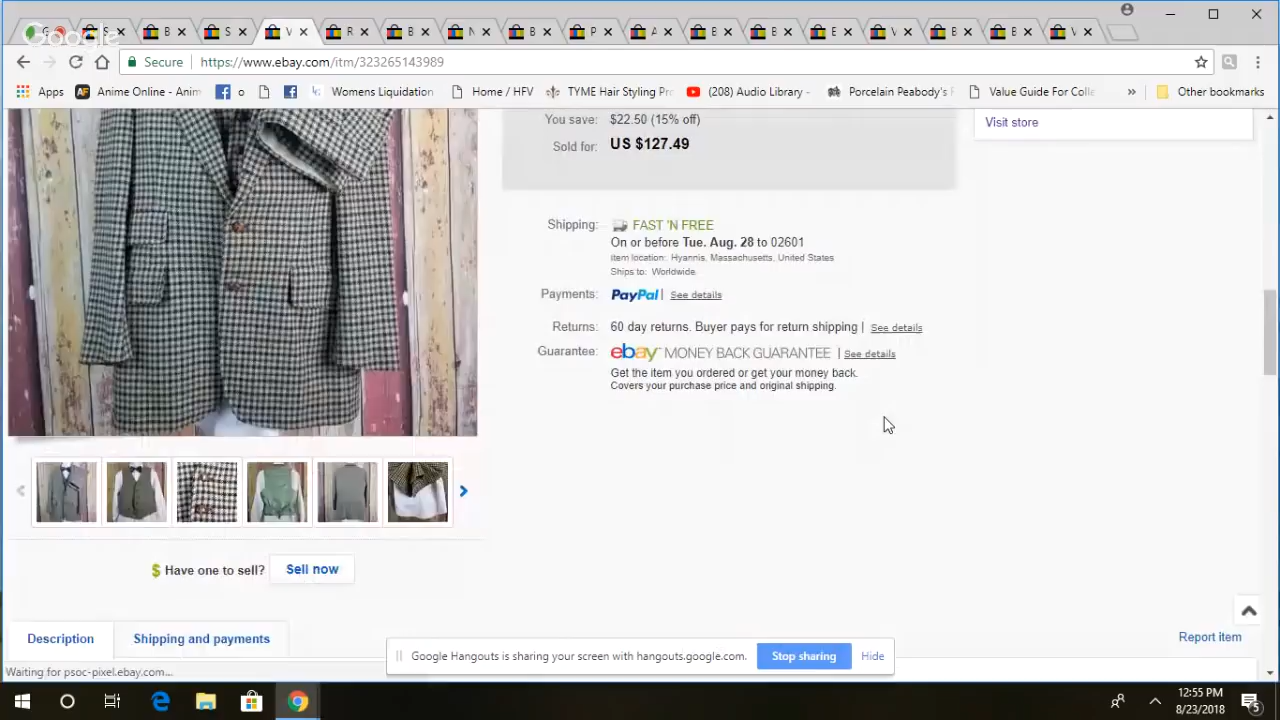 Google
S
B
S
V
R
B
N
B
P
A
B
B
E
V
B
B
V
Secure
https://www.ebay.com/itm/323265143989
Apps
Anime Online - Anim
Womens Liquidation
Home / HFV
TYME Hair Styling Pr
(208) Audio Library -
Porcelain Peabody's
Value Guide For Colle
»
Other bookmarks
Visit store
You save: $22.50 (15% off)
Sold for: US $127.49
Shipping: FAST 'N FREE
On or before Tue. Aug. 28 to 02601
Item location: Hyannis, Massachusetts, United States
Ships to: Worldwide
Payments: PayPal | See details
Returns: 60 day returns. Buyer pays for return shipping | See details
Guarantee: ebay MONEY BACK GUARANTEE | See details
Get the item you ordered or get your money back.
Covers your purchase price and original shipping.
$ Have one to sell? Sell now
Description
Shipping and payments
Report item
Google Hangouts is sharing your screen with hangouts.google.com.
Stop sharing
Hide
Waiting for psoc-pixel.ebay.com...
12:55 PM
8/23/2018
5